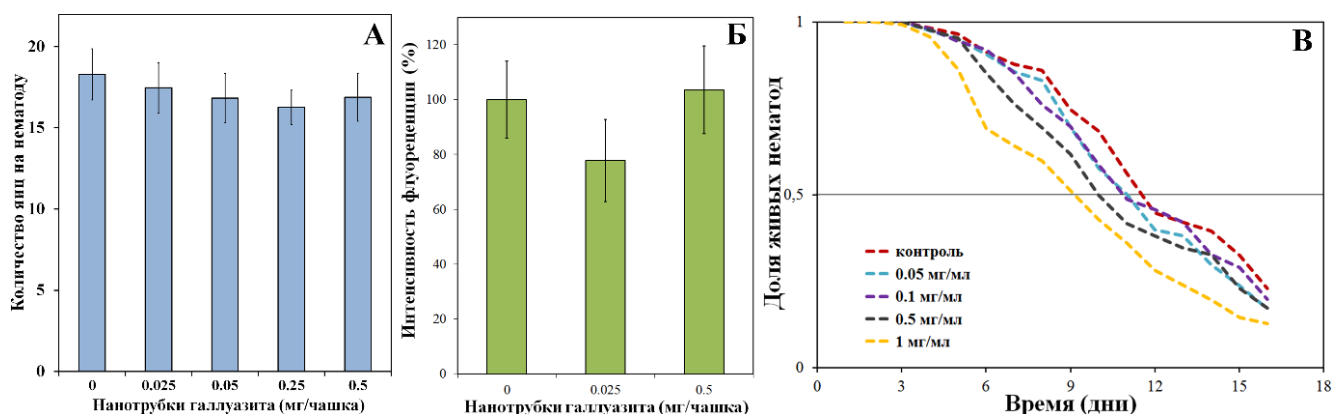 А
Количество яиц на нематоду
20
15
10
5
0
0 0.025 0.05 0.25 0.5
Нанотрубки галлуазита (мг/чашка)
Б
Интенсивность флуореценции (%)
120
100
80
60
40
20
0
0 0.025 0.5
Нанотрубки галлуазита (мг/чашка)
В
Доля живых нематод
1
0,5
0
контроль
0.05 мг/мл
0.1 мг/мл
0.5 мг/мл
1 мг/мл
0 3 6 9 12 15 18
Время (дни)